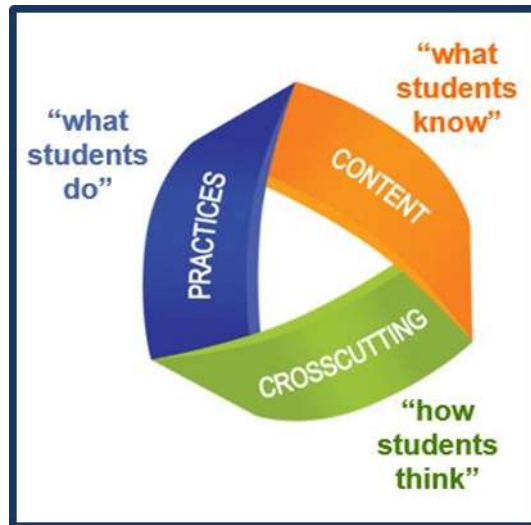 “what
students
know”
“what
students
do”
PRACTICES
CONTENT
CROSSCUTTING
“how
students
think”